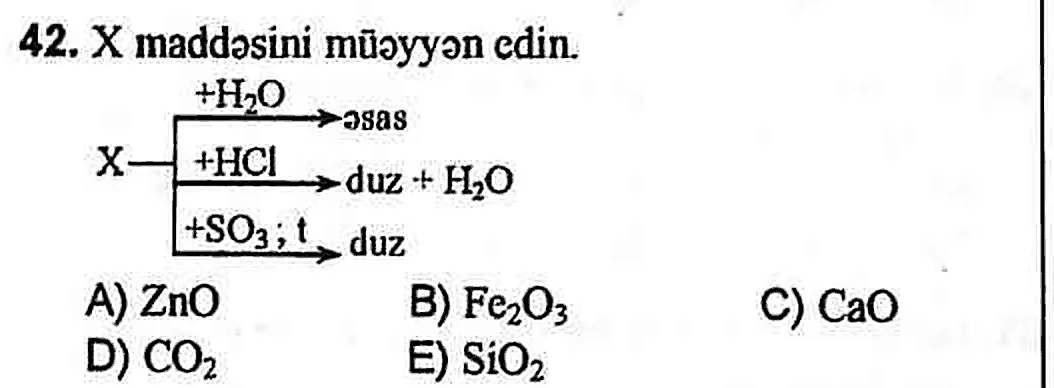 42. X maddəsini müəyyən edin.
+H₂O
əsas
X
+HCl
duz + H₂O
+SO₃; t
duz
A) ZnO B) Fe₂O₃ C) CaO
D) CO₂ E) SiO₂